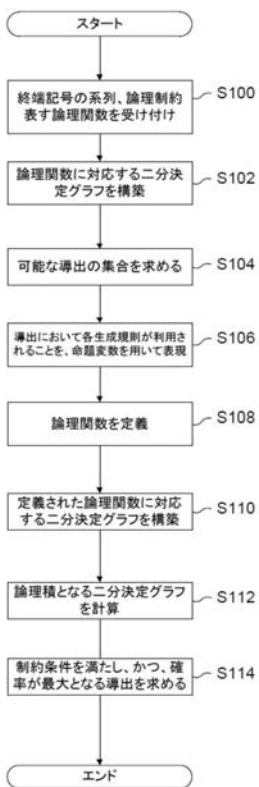 スタート
終端記号の系列、論理制約
表す論理関数を受け付け
S100
論理関数に対応する二分決
定グラフを構築
S102
可能な導出の集合を求める
S104
導出において各生成規則が利用さ
れることを、命題変数を用いて表現
S106
論理関数を定義
S108
定義された論理関数に対応
する二分決定グラフを構築
S110
論理積となる二分決定グラフ
を計算
S112
制約条件を満たし、かつ、確
率が最大となる導出を求める
S114
エンド